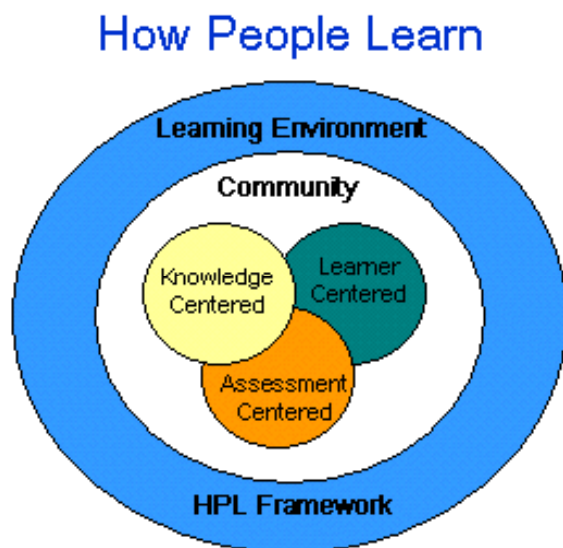 How People Learn
Learning Environment
Community
Knowledge
Centered
Learner
Centered
Assessment
Centered
HPL Framework